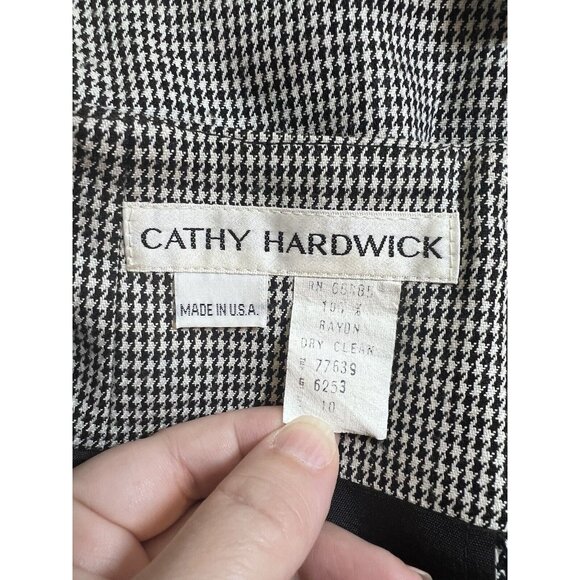 CATHY HARDWICK
MADE IN U.S.A.
RN
100 %
RAYON
DRY CLEAN
77639
G 6253
10